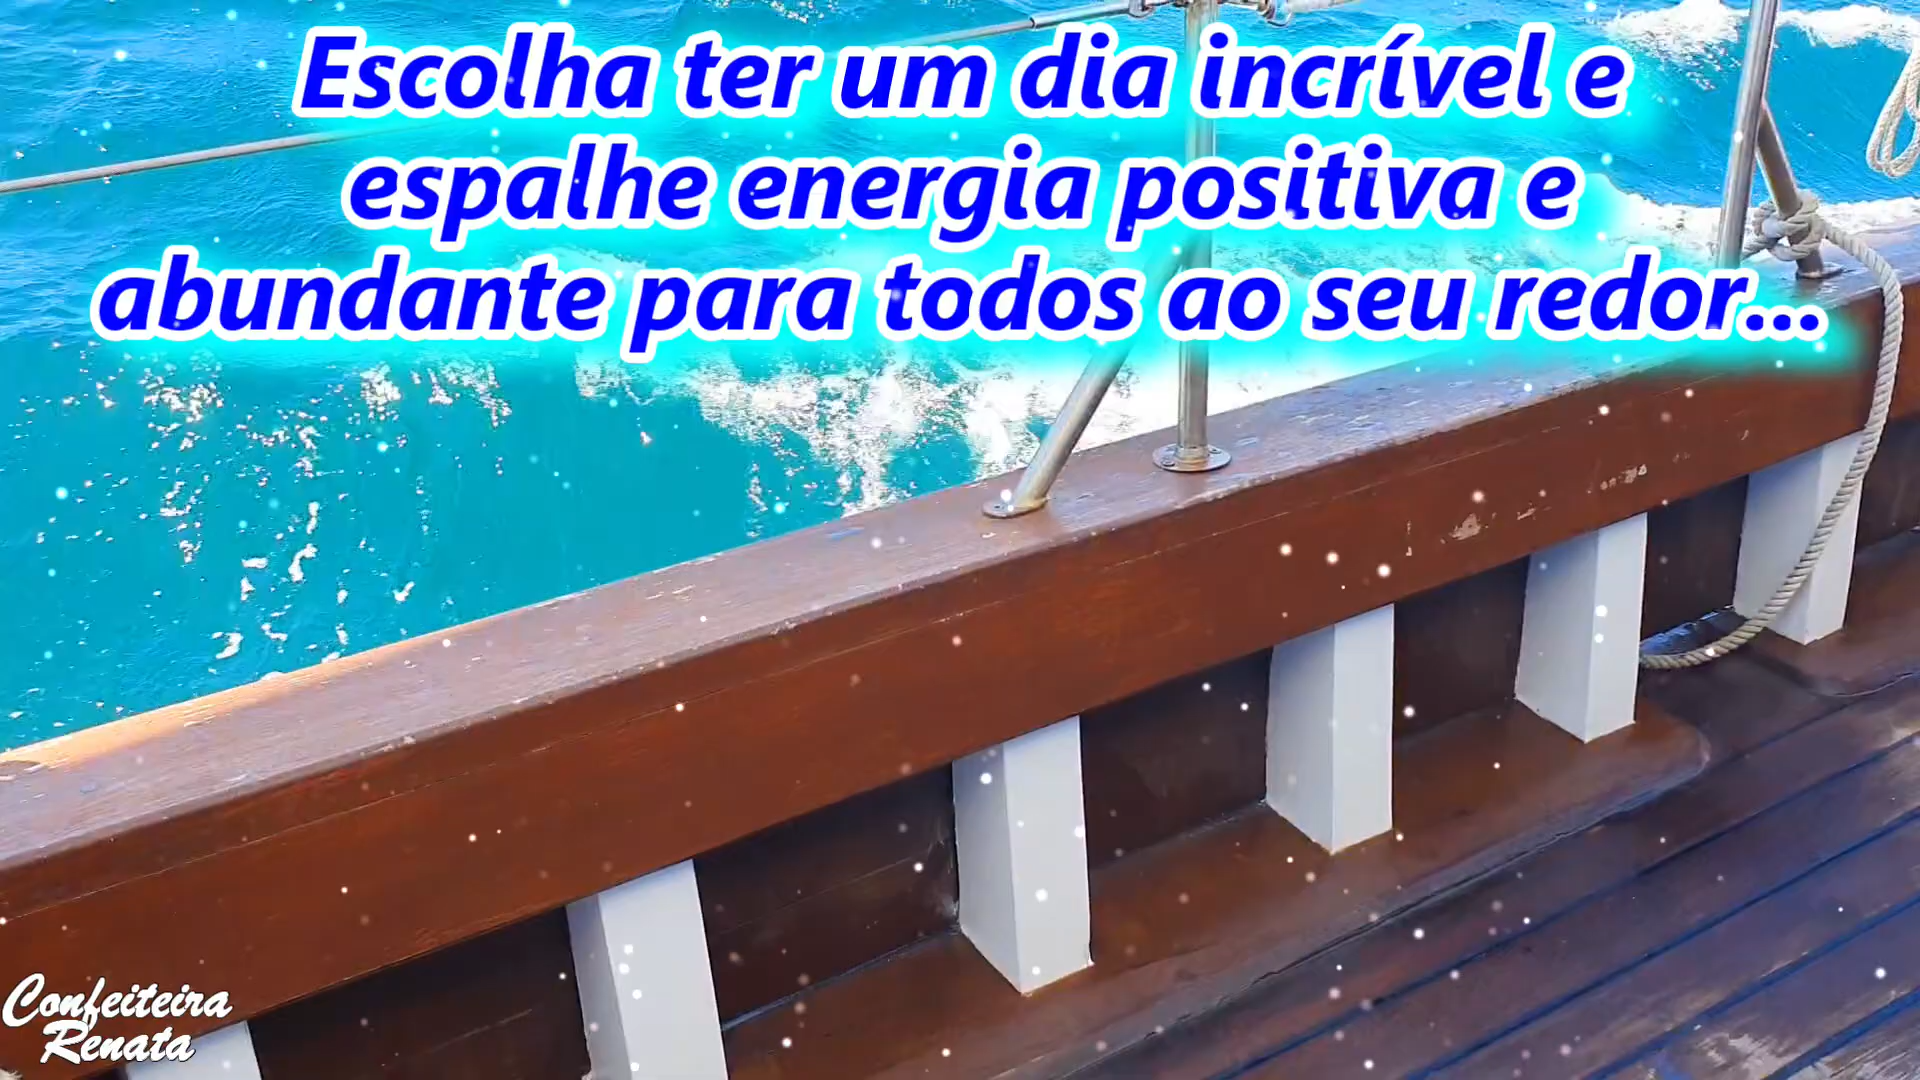 Escolha ter um dia incrível e
espalhe energia positiva e
abundante para todos ao seu redor...
Confeiteira
Renata